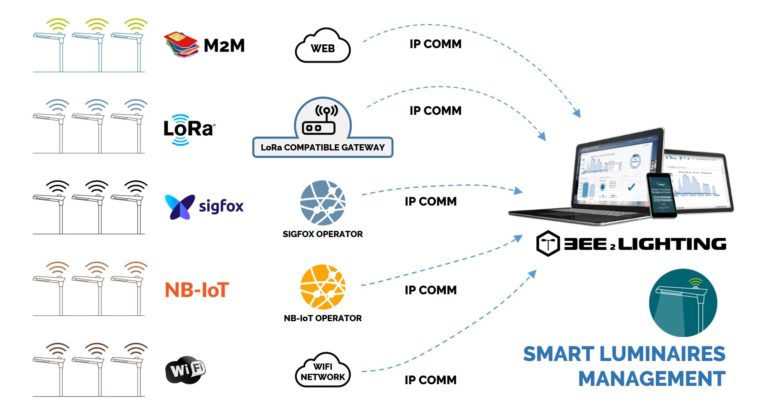 M2M
WEB
IP COMM
LoRa
LoRa COMPATIBLE GATEWAY
IP COMM
sigfox
SIGFOX OPERATOR
IP COMM
BEE2LIGHTING
NB-IoT
NB-IoT OPERATOR
IP COMM
WiFi
WIFI
NETWORK
IP COMM
SMART LUMINAIRES
MANAGEMENT